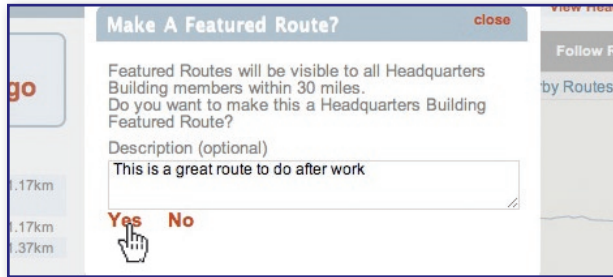 Make A Featured Route?
close
Featured Routes will be visible to all Headquarters
Building members within 30 miles.
Do you want to make this a Headquarters Building
Featured Route?
Description (optional)
This is a great route to do after work
Yes No
go
1.17km
1.17km
1.37km
View Hea
Follow R
by Routes